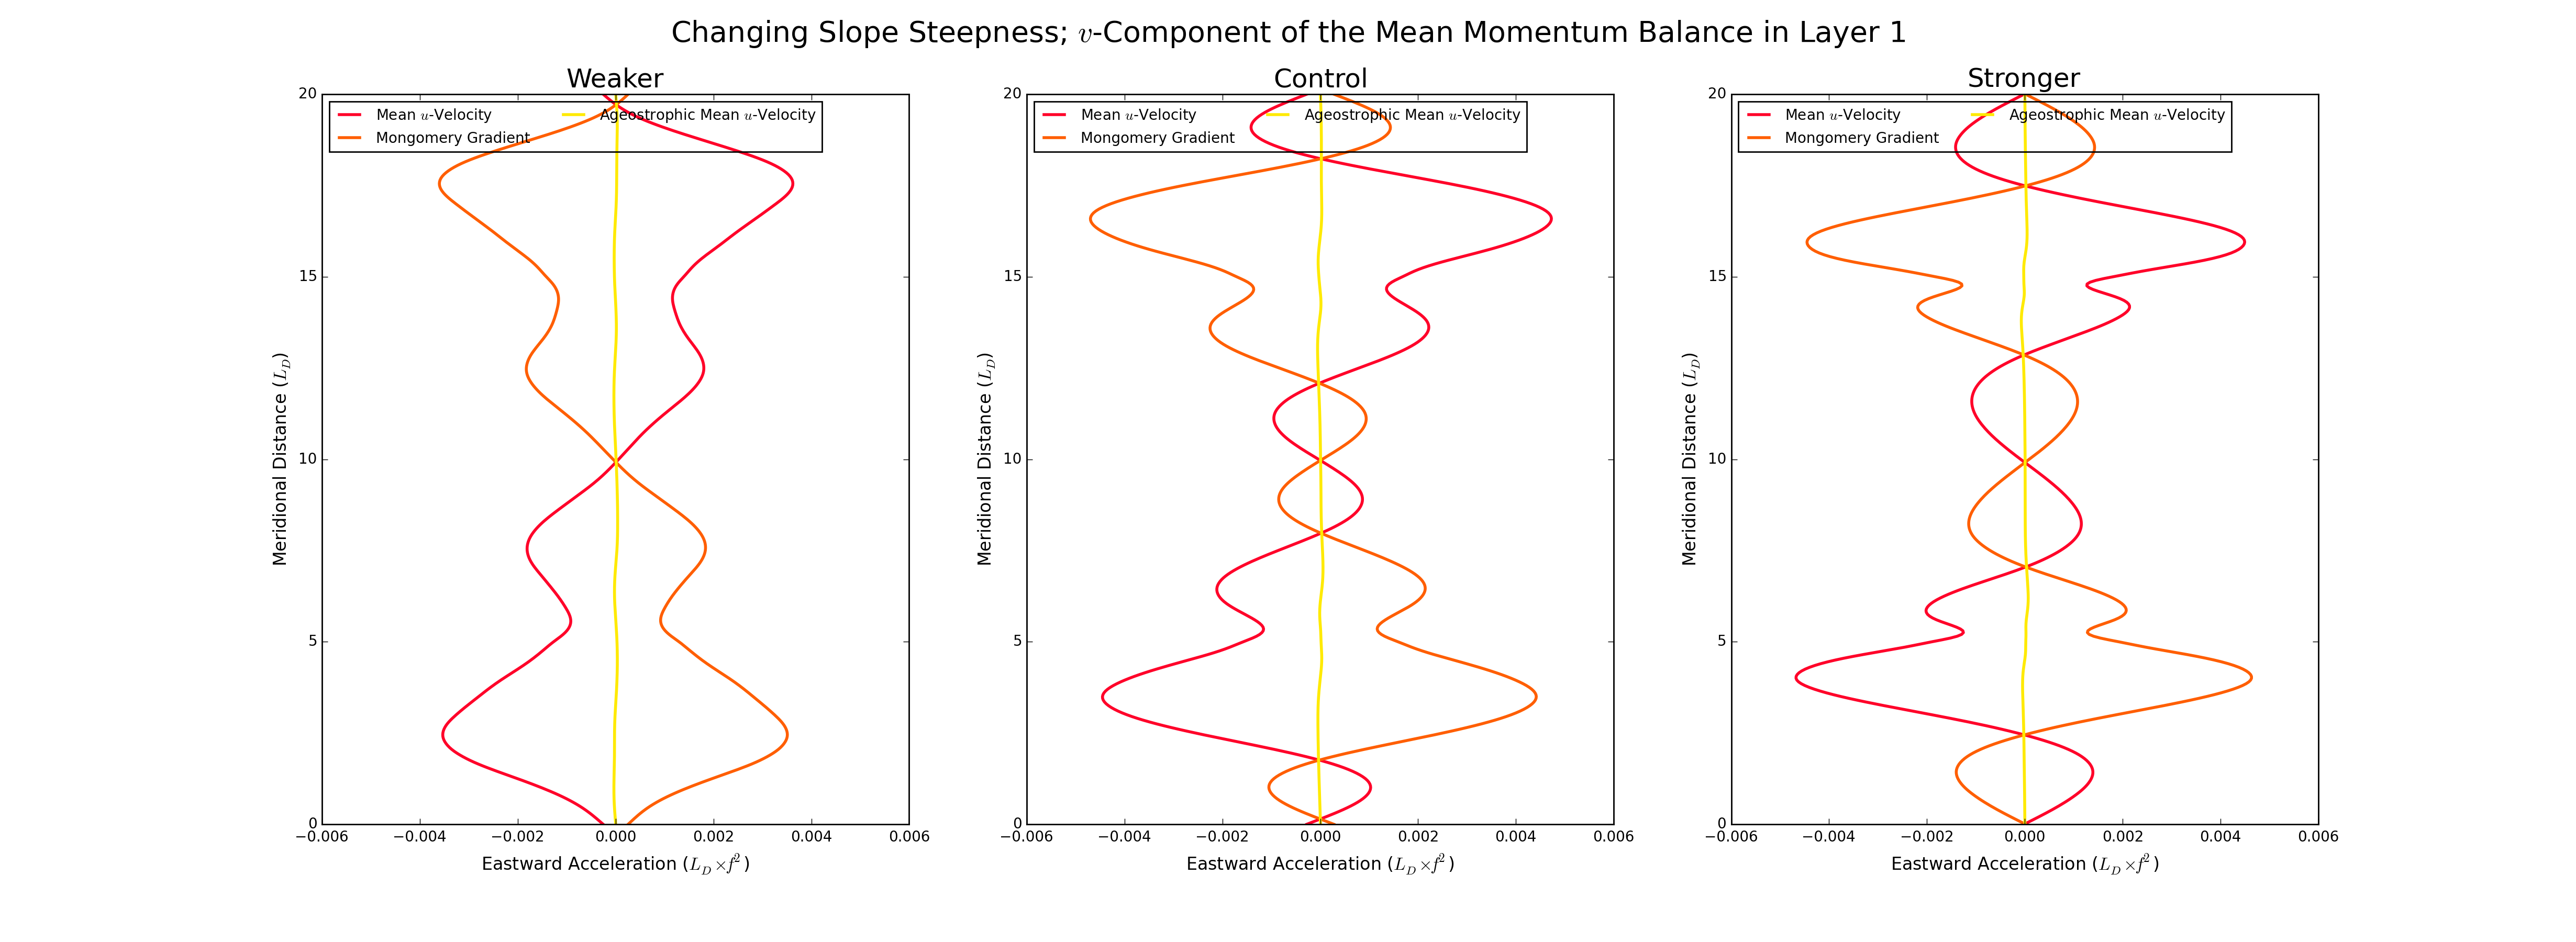 Changing Slope Steepness; v-Component of the Mean Momentum Balance in Layer 1
Weaker
Mean u-Velocity
Mongomery Gradient
Ageostrophic Mean u-Velocity
20
15
10
5
0
Meridional Distance (L_D)
−0.006 −0.004 −0.002 0.000 0.002 0.004 0.006
Eastward Acceleration (L_D×f²)
Control
Mean u-Velocity
Mongomery Gradient
Ageostrophic Mean u-Velocity
20
15
10
5
0
Meridional Distance (L_D)
−0.006 −0.004 −0.002 0.000 0.002 0.004 0.006
Eastward Acceleration (L_D×f²)
Stronger
Mean u-Velocity
Mongomery Gradient
Ageostrophic Mean u-Velocity
20
15
10
5
0
Meridional Distance (L_D)
−0.006 −0.004 −0.002 0.000 0.002 0.004 0.006
Eastward Acceleration (L_D×f²)